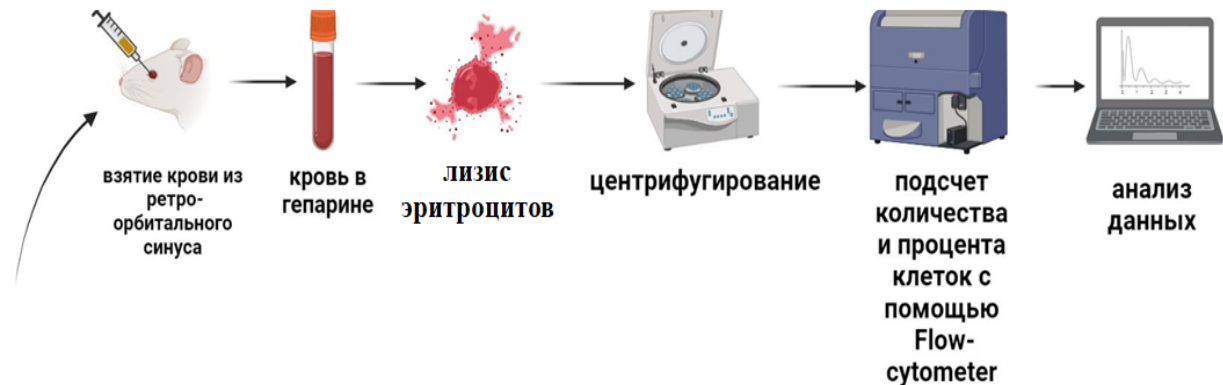 взятие крови из
ретро-
орбитального
синуса
кровь в
гепарине
лизис
эритроцитов
центрифугирование
подсчет
количества
и процента
клеток с
помощью
Flow-
cytometer
анализ
данных